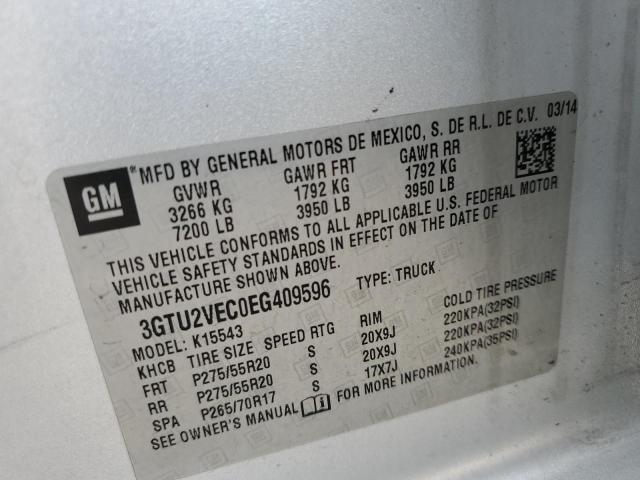 GM
® MFD BY GENERAL MOTORS DE MEXICO, S. DE R.L. DE C.V. 03/14
GVWR GAWR FRT GAWR RR
3266 KG 1792 KG 1792 KG
7200 LB 3950 LB 3950 LB
THIS VEHICLE CONFORMS TO ALL APPLICABLE U.S. FEDERAL MOTOR
VEHICLE SAFETY STANDARDS IN EFFECT ON THE DATE OF
MANUFACTURE SHOWN ABOVE.
3GTU2VEC0EG409596 TYPE: TRUCK
MODEL: K15543
KHCB TIRE SIZE SPEED RTG RIM COLD TIRE PRESSURE
FRT P275/55R20 S 20X9J 220KPA(32PSI)
RR P275/55R20 S 20X9J 220KPA(32PSI)
SPA P265/70R17 S 17X7J 240KPA(35PSI)
SEE OWNER'S MANUAL FOR MORE INFORMATION.